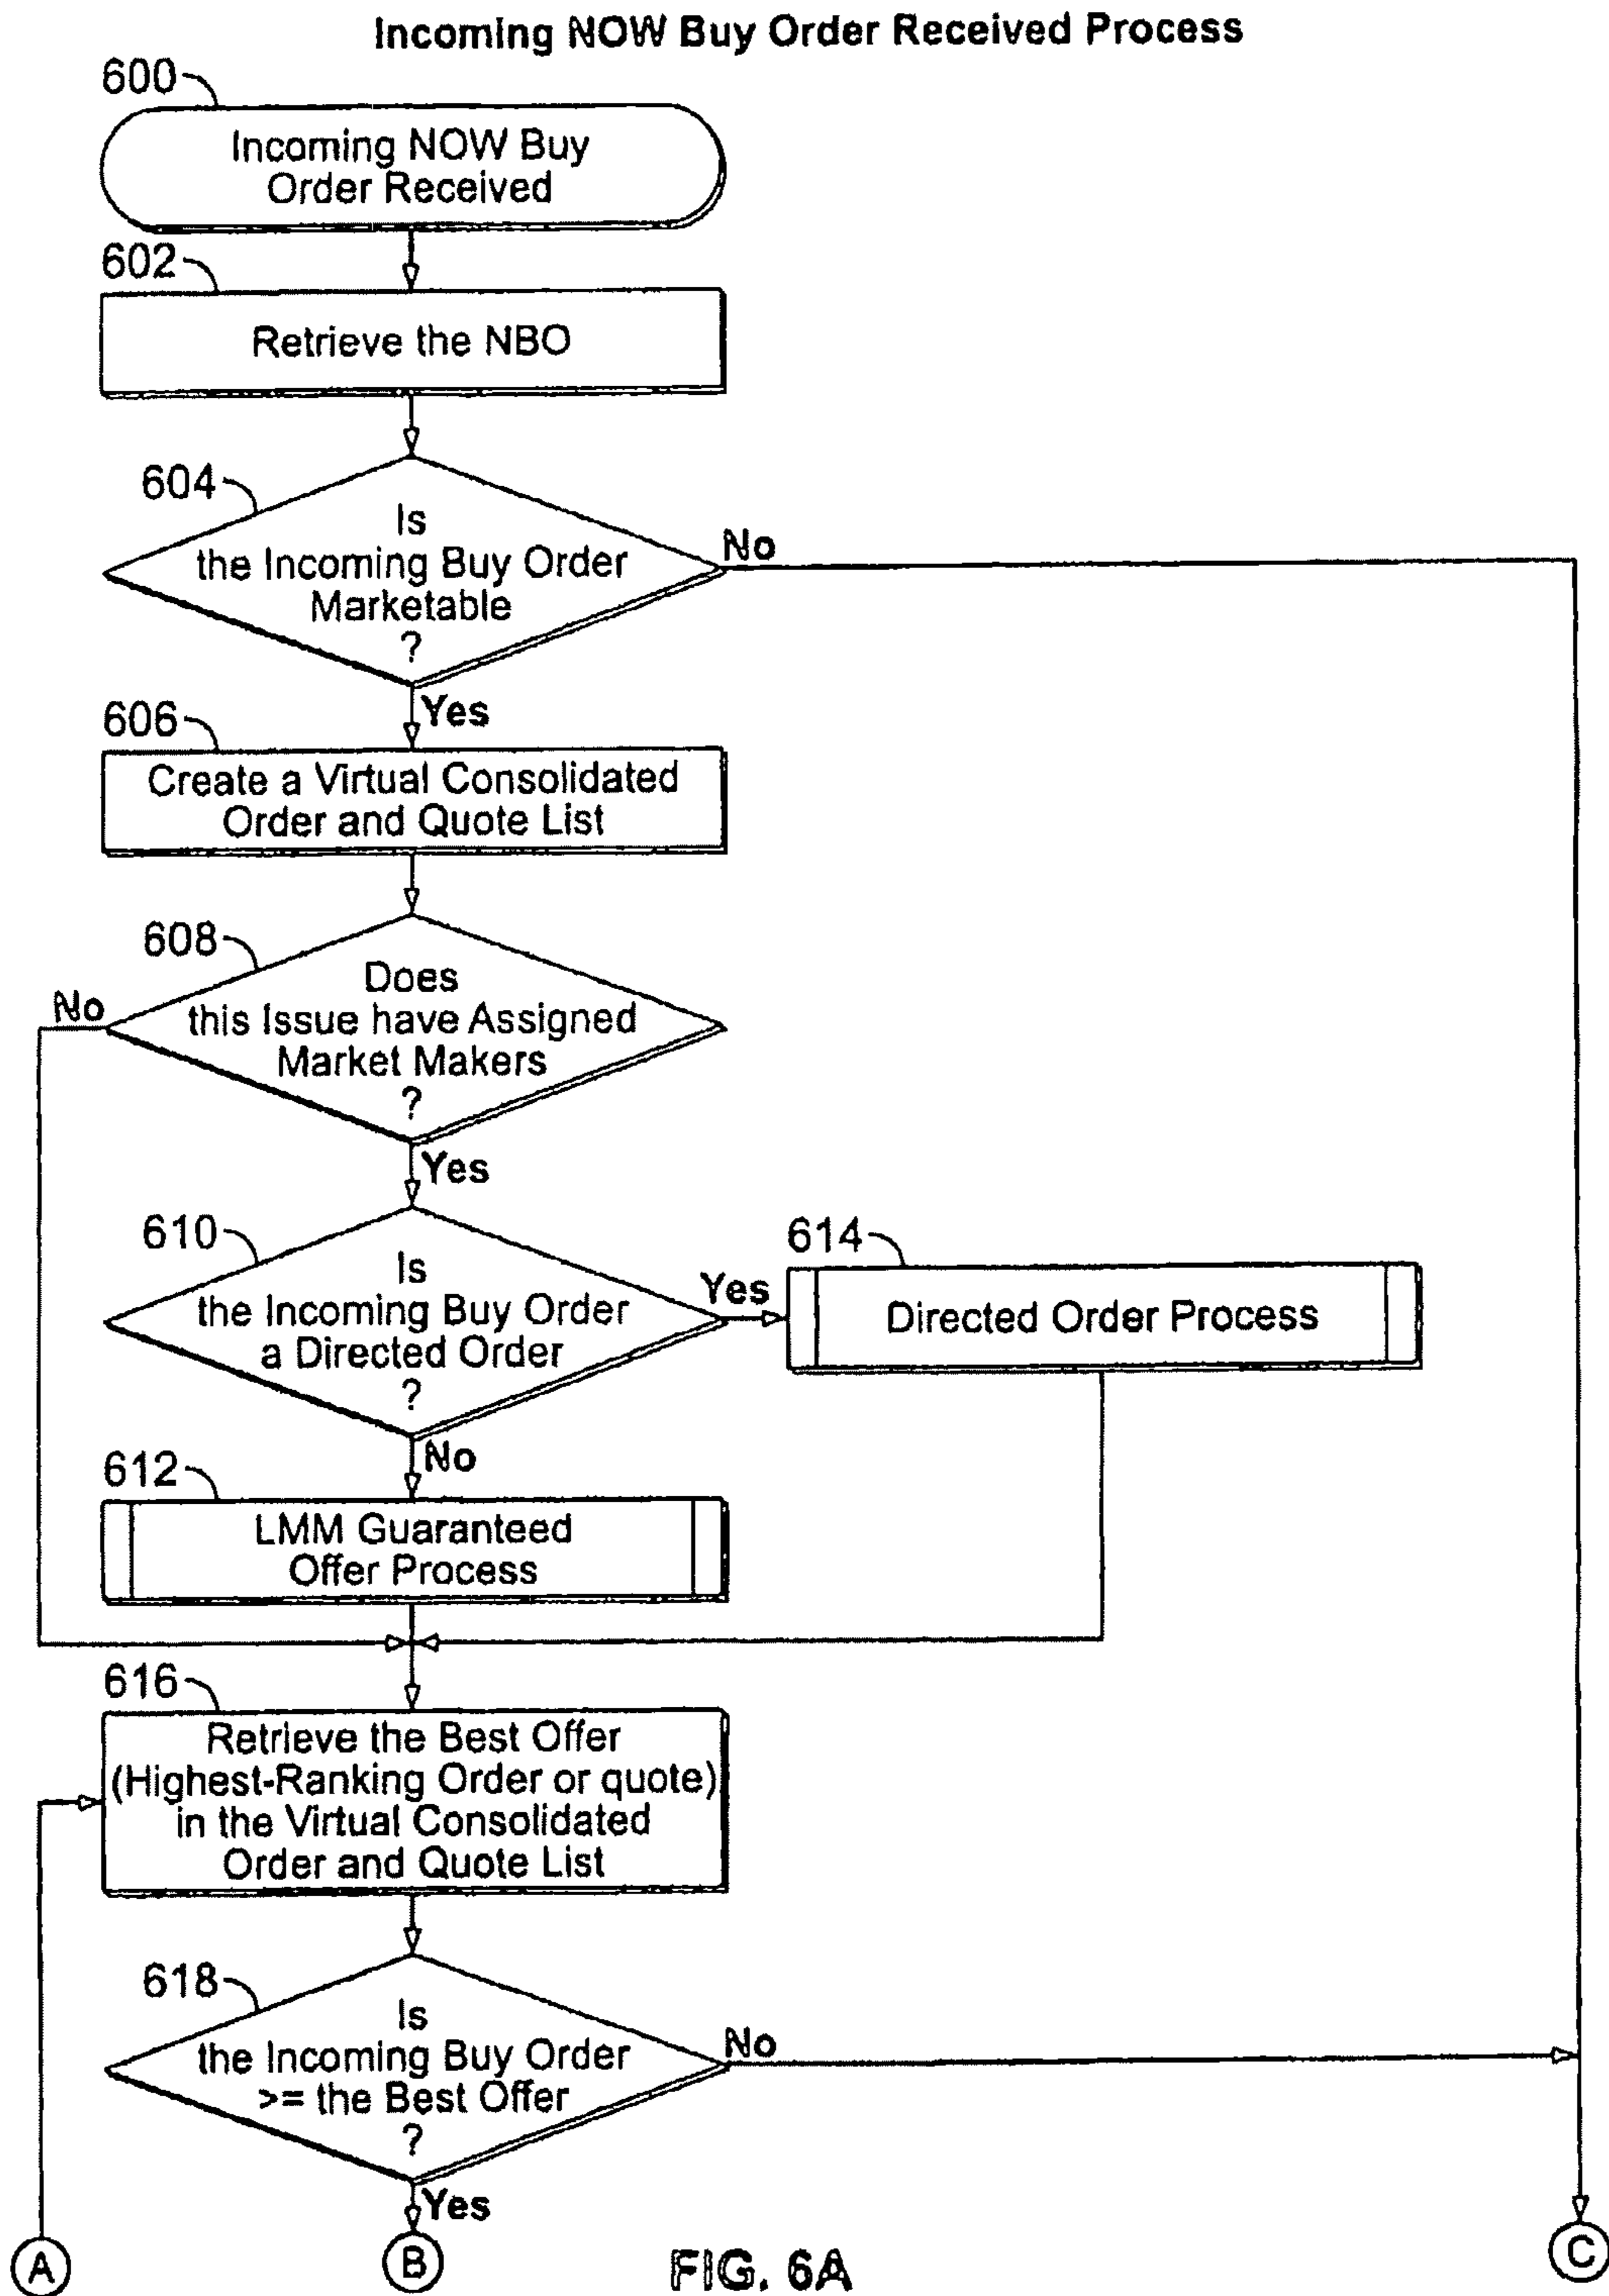 Incoming NOW Buy Order Received Process
600
Incoming NOW Buy
Order Received
602
Retrieve the NBO
604
Is
the Incoming Buy Order
Marketable
?
No
Yes
606
Create a Virtual Consolidated
Order and Quote List
608
Does
this Issue have Assigned
Market Makers
?
No
Yes
610
Is
the Incoming Buy Order
a Directed Order
?
Yes
614
Directed Order Process
No
612
LMM Guaranteed
Offer Process
616
Retrieve the Best Offer
(Highest-Ranking Order or quote)
in the Virtual Consolidated
Order and Quote List
618
Is
the Incoming Buy Order
>= the Best Offer
?
No
Yes
A
B
C
FIG. 6A